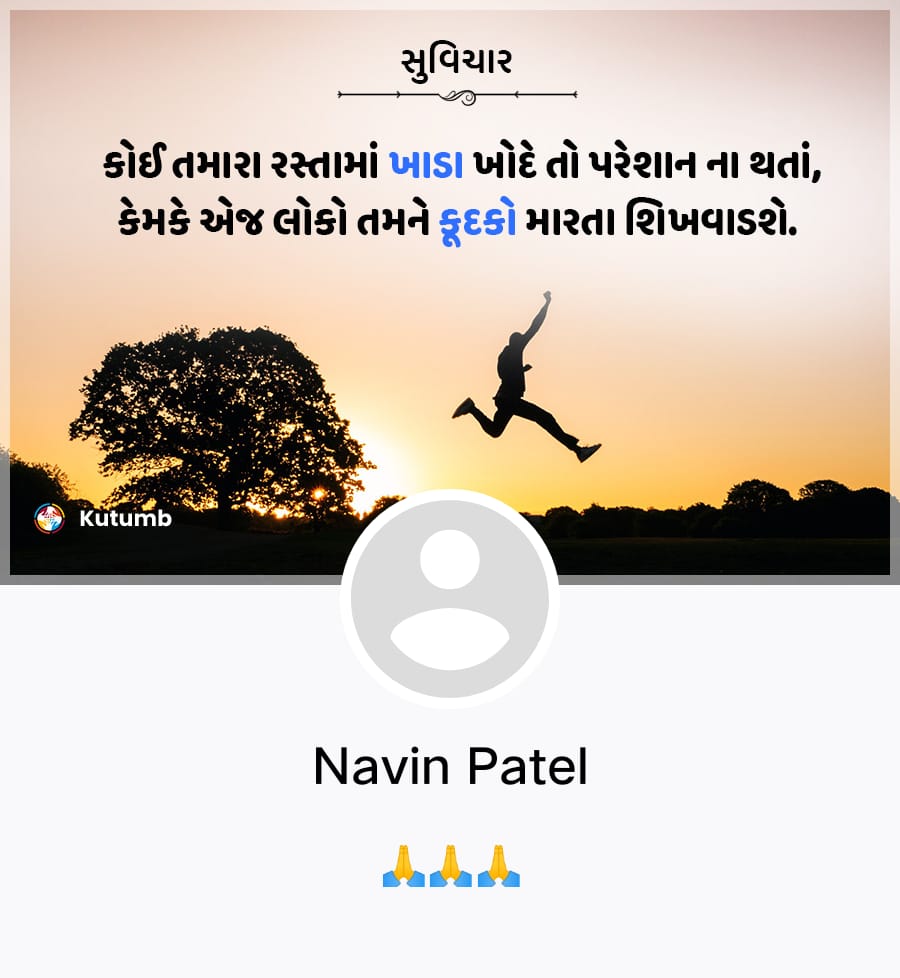 સુવિચાર
કોઈ તમારા રસ્તામાં ખાડા ખોદે તો પરેશાન ના થતાં,
કેમકે એજ લોકો તમને કૂદકો મારતા શિખવાડશે.
Kutumb
Navin Patel
🙏🙏🙏